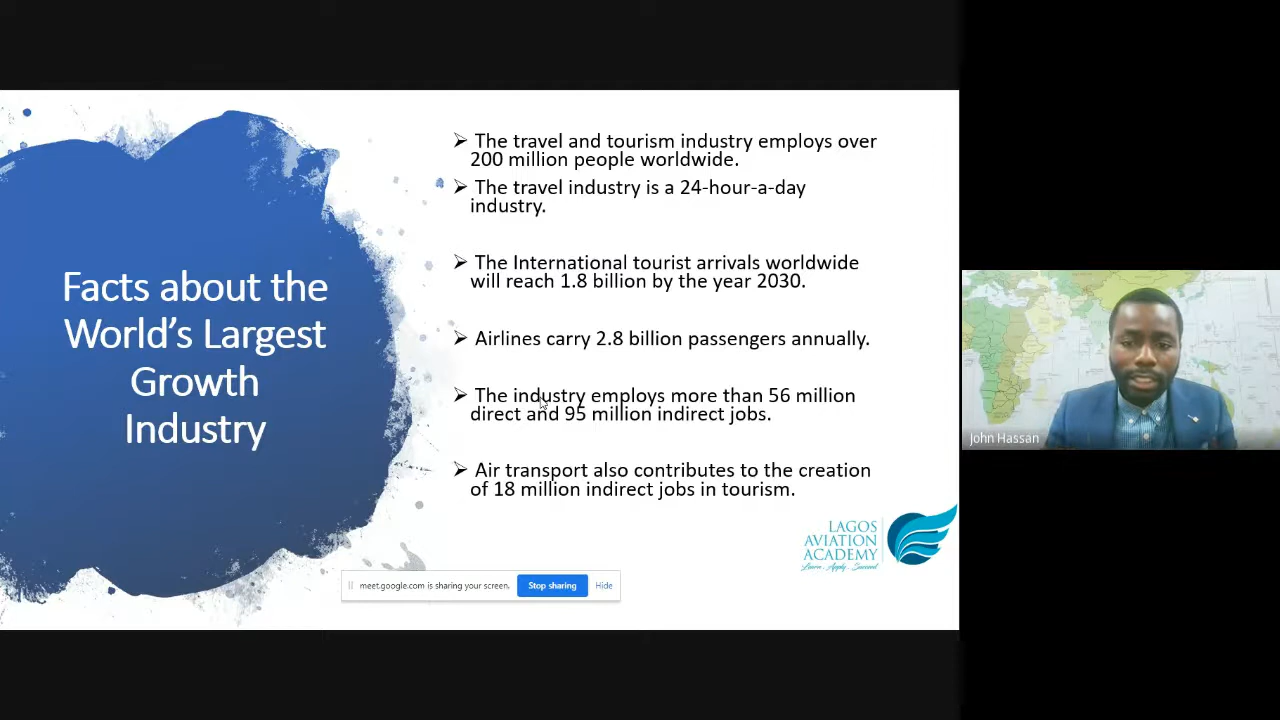 Facts about the
World's Largest
Growth
Industry
➢ The travel and tourism industry employs over
200 million people worldwide.
➢ The travel industry is a 24-hour-a-day
industry.
➢ The International tourist arrivals worldwide
will reach 1.8 billion by the year 2030.
➢ Airlines carry 2.8 billion passengers annually.
➢ The industry employs more than 56 million
direct and 95 million indirect jobs.
➢ Air transport also contributes to the creation
of 18 million indirect jobs in tourism.
LAGOS
AVIATION
ACADEMY
Learn . Apply . Succeed
meet.google.com is sharing your screen.
Stop sharing
Hide
John Hassan